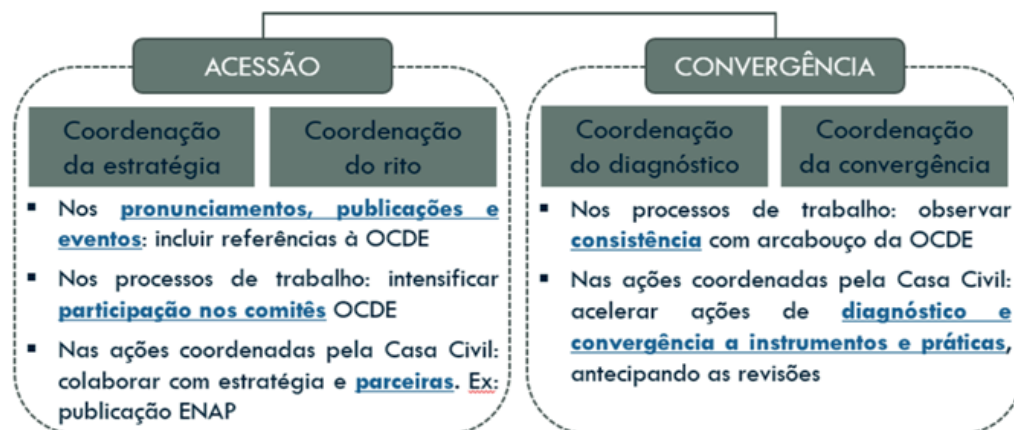 ACESSÃO
Coordenação
da estratégia
Coordenação
do rito
▪ Nos pronunciamentos, publicações e
eventos: incluir referências à OCDE
▪ Nos processos de trabalho: intensificar
participação nos comitês OCDE
▪ Nas ações coordenadas pela Casa Civil:
colaborar com estratégia e parceiras. Ex:
publicação ENAP
CONVERGÊNCIA
Coordenação
do diagnóstico
Coordenação
da convergência
▪ Nos processos de trabalho: observar
consistência com arcabouço da OCDE
▪ Nas ações coordenadas pela Casa Civil:
acelerar ações de diagnóstico e
convergência a instrumentos e práticas,
antecipando as revisões